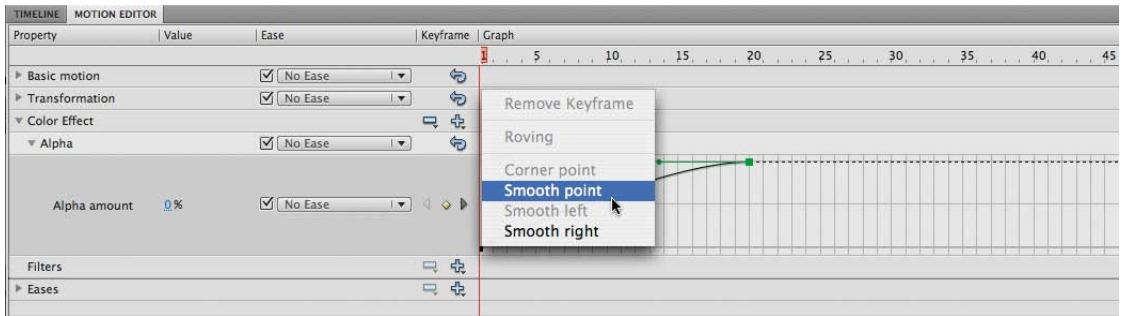 TIMELINE MOTION EDITOR
Property Value Ease Keyframe Graph
1 5 10 15 20 25 30 35 40 45
Basic motion No Ease
Transformation No Ease
Color Effect
Alpha No Ease
Alpha amount 0 % No Ease
Filters
Eases
Remove Keyframe
Roving
Corner point
Smooth point
Smooth left
Smooth right